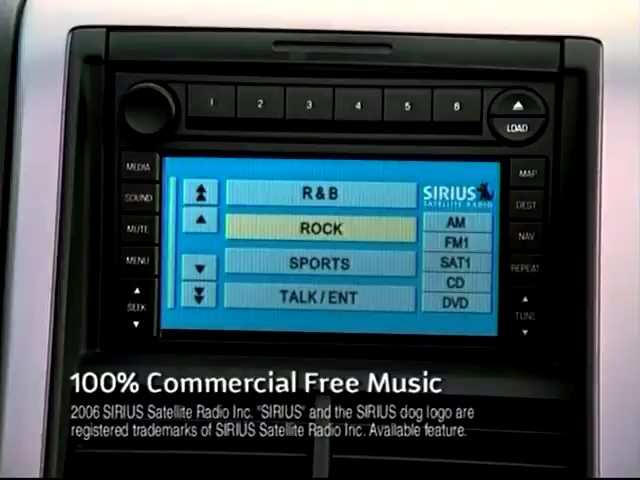 1 2 3 4 5 6
LOAD
MEDIA
SOUND
MUTE
MENU
SEEK
R & B
ROCK
SPORTS
TALK / ENT
SIRIUS
SATELLITE RADIO
AM
FM1
SAT1
CD
DVD
MAP
DEST
NAV
REPEAT
TUNE
100% Commercial Free Music
2006 SIRIUS Satellite Radio Inc. "SIRIUS" and the SIRIUS dog logo are
registered trademarks of SIRIUS Satellite Radio Inc. Available feature.